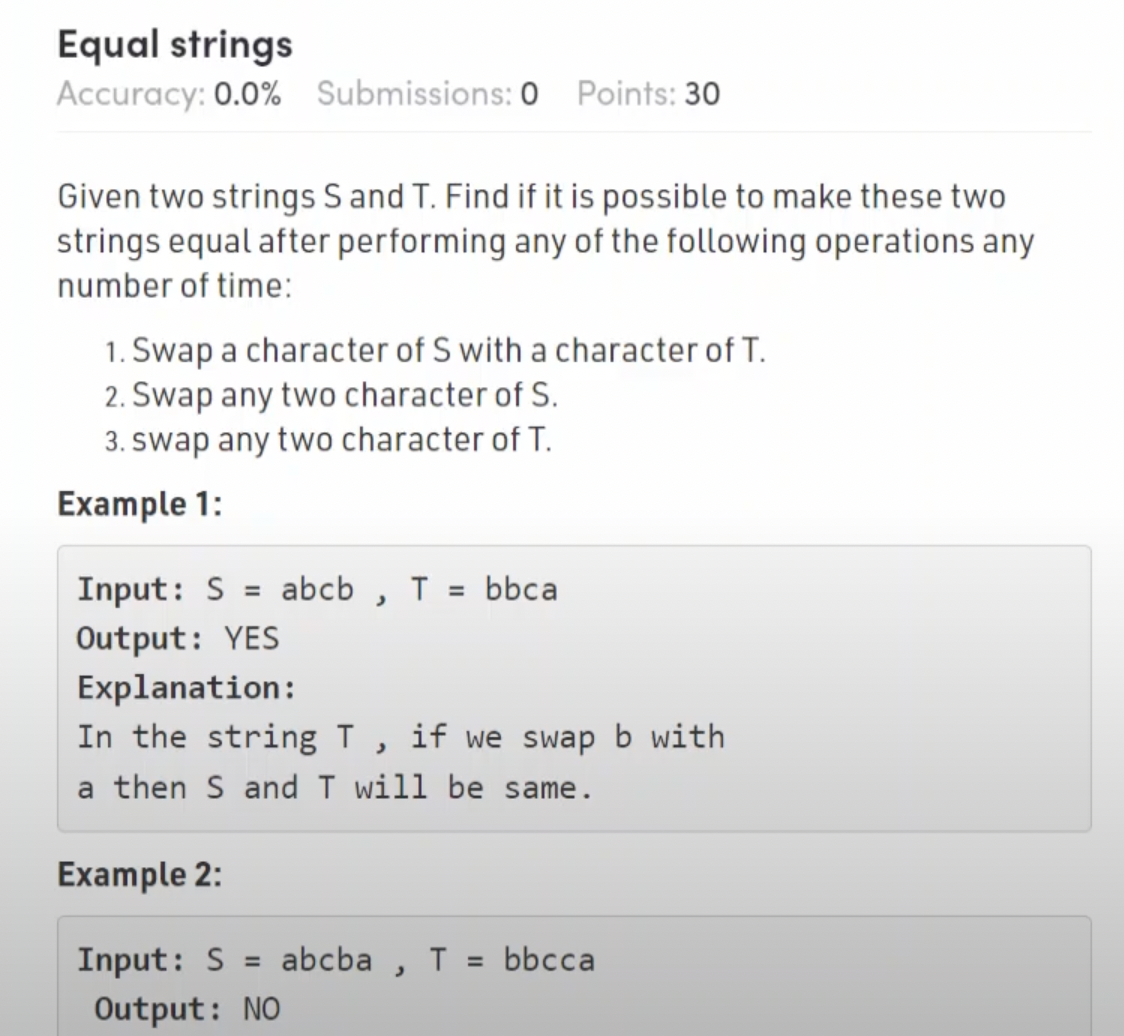 Equal strings
Accuracy: 0.0% Submissions: 0 Points: 30
Given two strings S and T. Find if it is possible to make these two
strings equal after performing any of the following operations any
number of time:
1. Swap a character of S with a character of T.
2. Swap any two character of S.
3. swap any two character of T.
Example 1:
Input: S = abcb , T = bbca
Output: YES
Explanation:
In the string T , if we swap b with
a then S and T will be same.
Example 2:
Input: S = abcba , T = bbcca
Output: NO